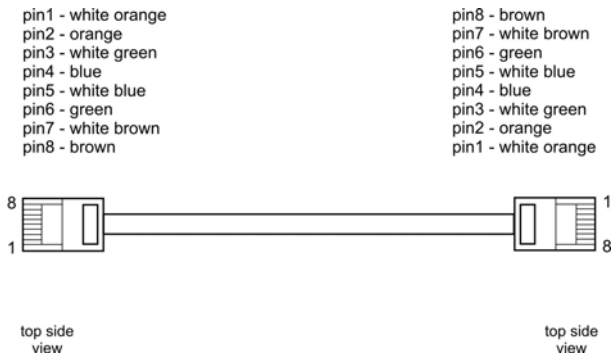 pin1 - white orange
pin2 - orange
pin3 - white green
pin4 - blue
pin5 - white blue
pin6 - green
pin7 - white brown
pin8 - brown
pin8 - brown
pin7 - white brown
pin6 - green
pin5 - white blue
pin4 - blue
pin3 - white green
pin2 - orange
pin1 - white orange
8
1
1
8
top side
view
top side
view